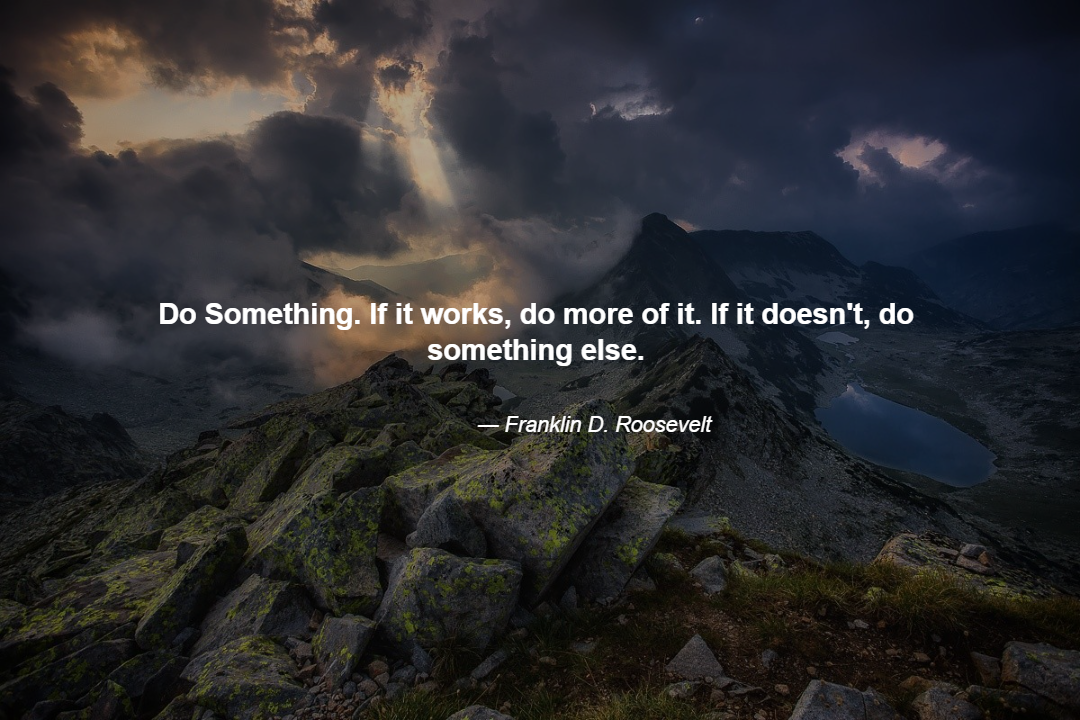 Do Something. If it works, do more of it. If it doesn't, do
something else.
— Franklin D. Roosevelt